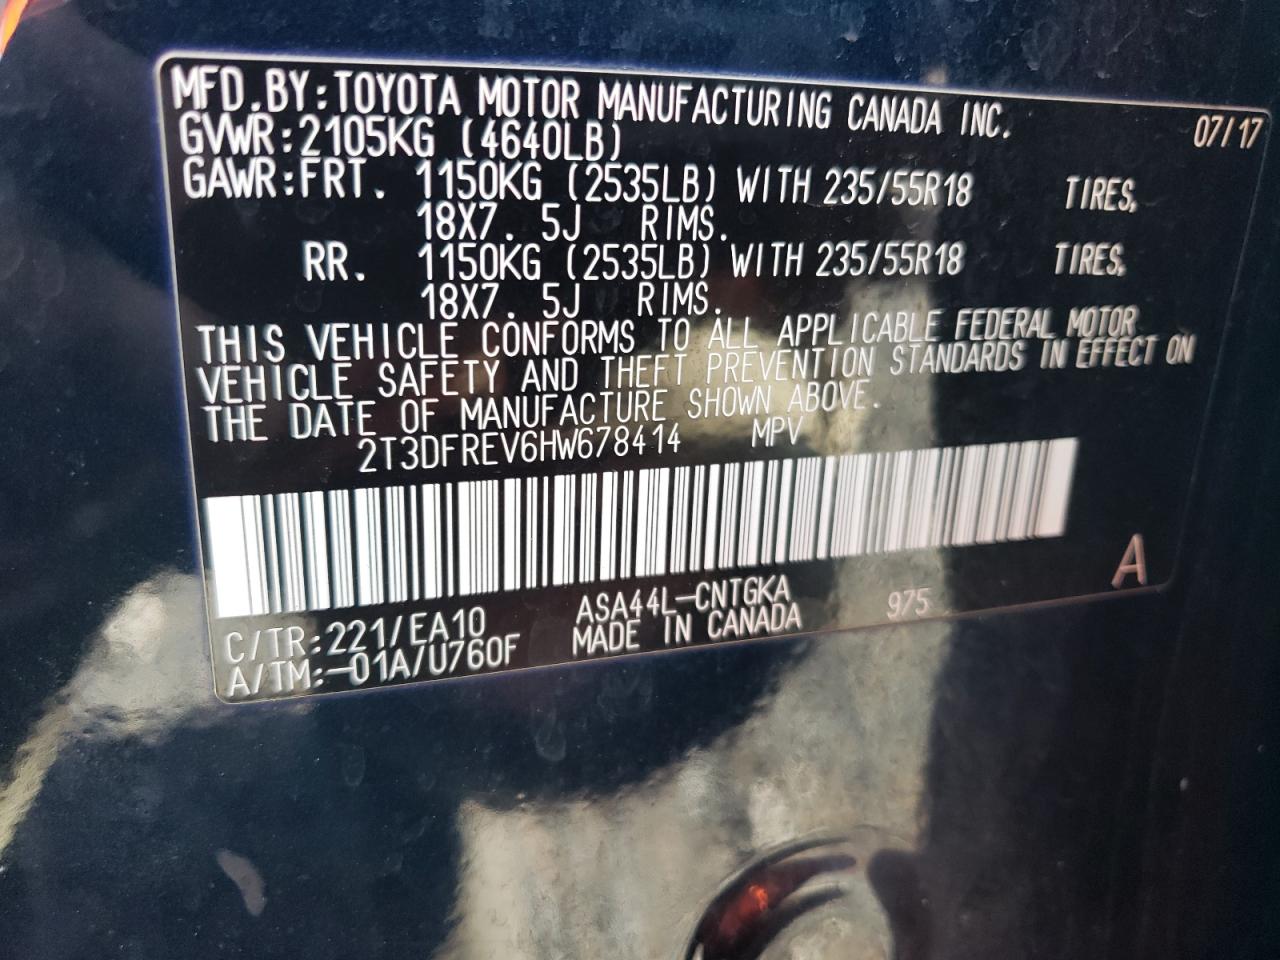 MFD.BY:TOYOTA MOTOR MANUFACTURING CANADA INC. 07/17
GVWR:2105KG (4640LB)
GAWR:FRT. 1150KG (2535LB) WITH 235/55R18 TIRES,
18X7. 5J RIMS.
RR. 1150KG (2535LB) WITH 235/55R18 TIRES,
18X7. 5J RIMS.
THIS VEHICLE CONFORMS TO ALL APPLICABLE FEDERAL MOTOR
VEHICLE SAFETY AND THEFT PREVENTION STANDARDS IN EFFECT ON
THE DATE OF MANUFACTURE SHOWN ABOVE.
2T3DFREV6HW678414 MPV
A
C/TR:221/EA10 ASA44L-CNTGKA 975
A/TM:-01A/U760F MADE IN CANADA